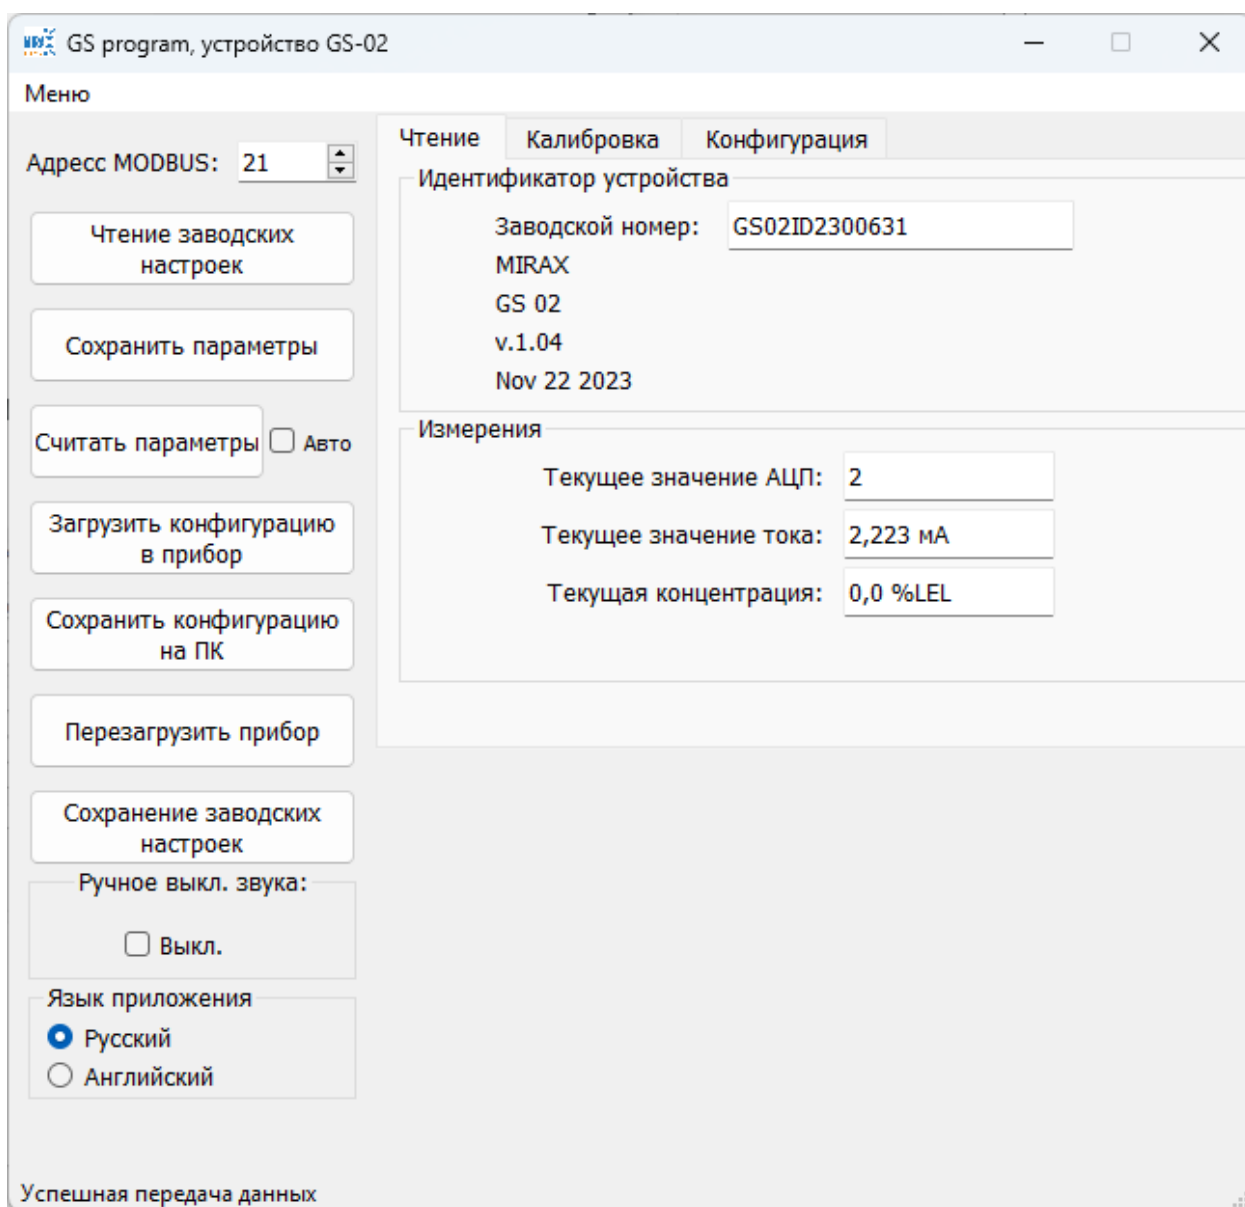 GS program, устройство GS-02
Меню
Адресс MODBUS: 21
Чтение заводских
настроек
Сохранить параметры
Считать параметры Авто
Загрузить конфигурацию
в прибор
Сохранить конфигурацию
на ПК
Перезагрузить прибор
Сохранение заводских
настроек
Ручное выкл. звука:
Выкл.
Язык приложения
Русский
Английский
Чтение Калибровка Конфигурация
Идентификатор устройства
Заводской номер: GS02ID2300631
MIRAX
GS 02
v.1.04
Nov 22 2023
Измерения
Текущее значение АЦП: 2
Текущее значение тока: 2,223 мА
Текущая концентрация: 0,0 %LEL
Успешная передача данных